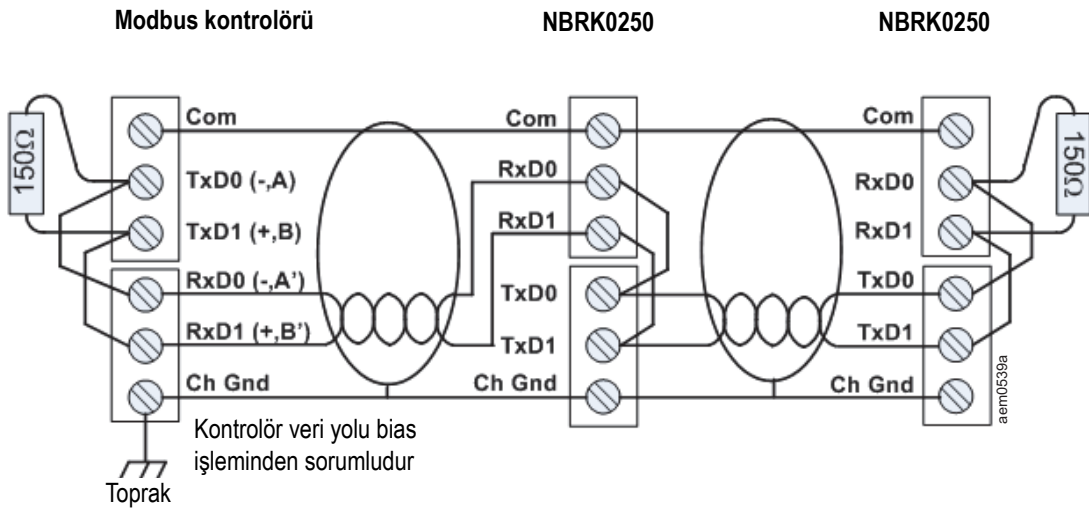 Modbus kontrolörü
NBRK0250
NBRK0250
150Ω
Com
TxD0 (-,A)
TxD1 (+,B)
RxD0 (-,A’)
RxD1 (+,B’)
Ch Gnd
Com
RxD0
RxD1
TxD0
TxD1
Ch Gnd
Com
RxD0
RxD1
TxD0
TxD1
Ch Gnd
150Ω
aem0539a
Kontrolör veri yolu bias
işleminden sorumludur
Toprak